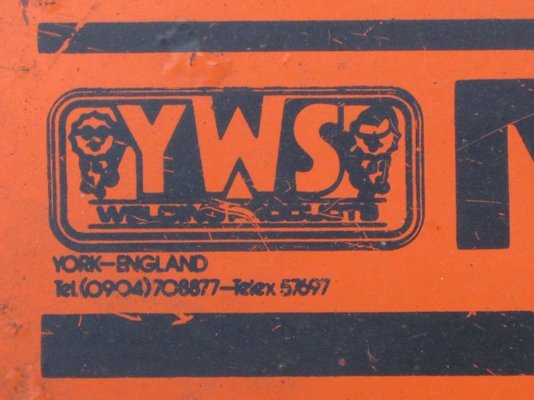 YWS
WELDING PRODUCTS
YORK-ENGLAND
Tel.(0904)708877-Telex 57697